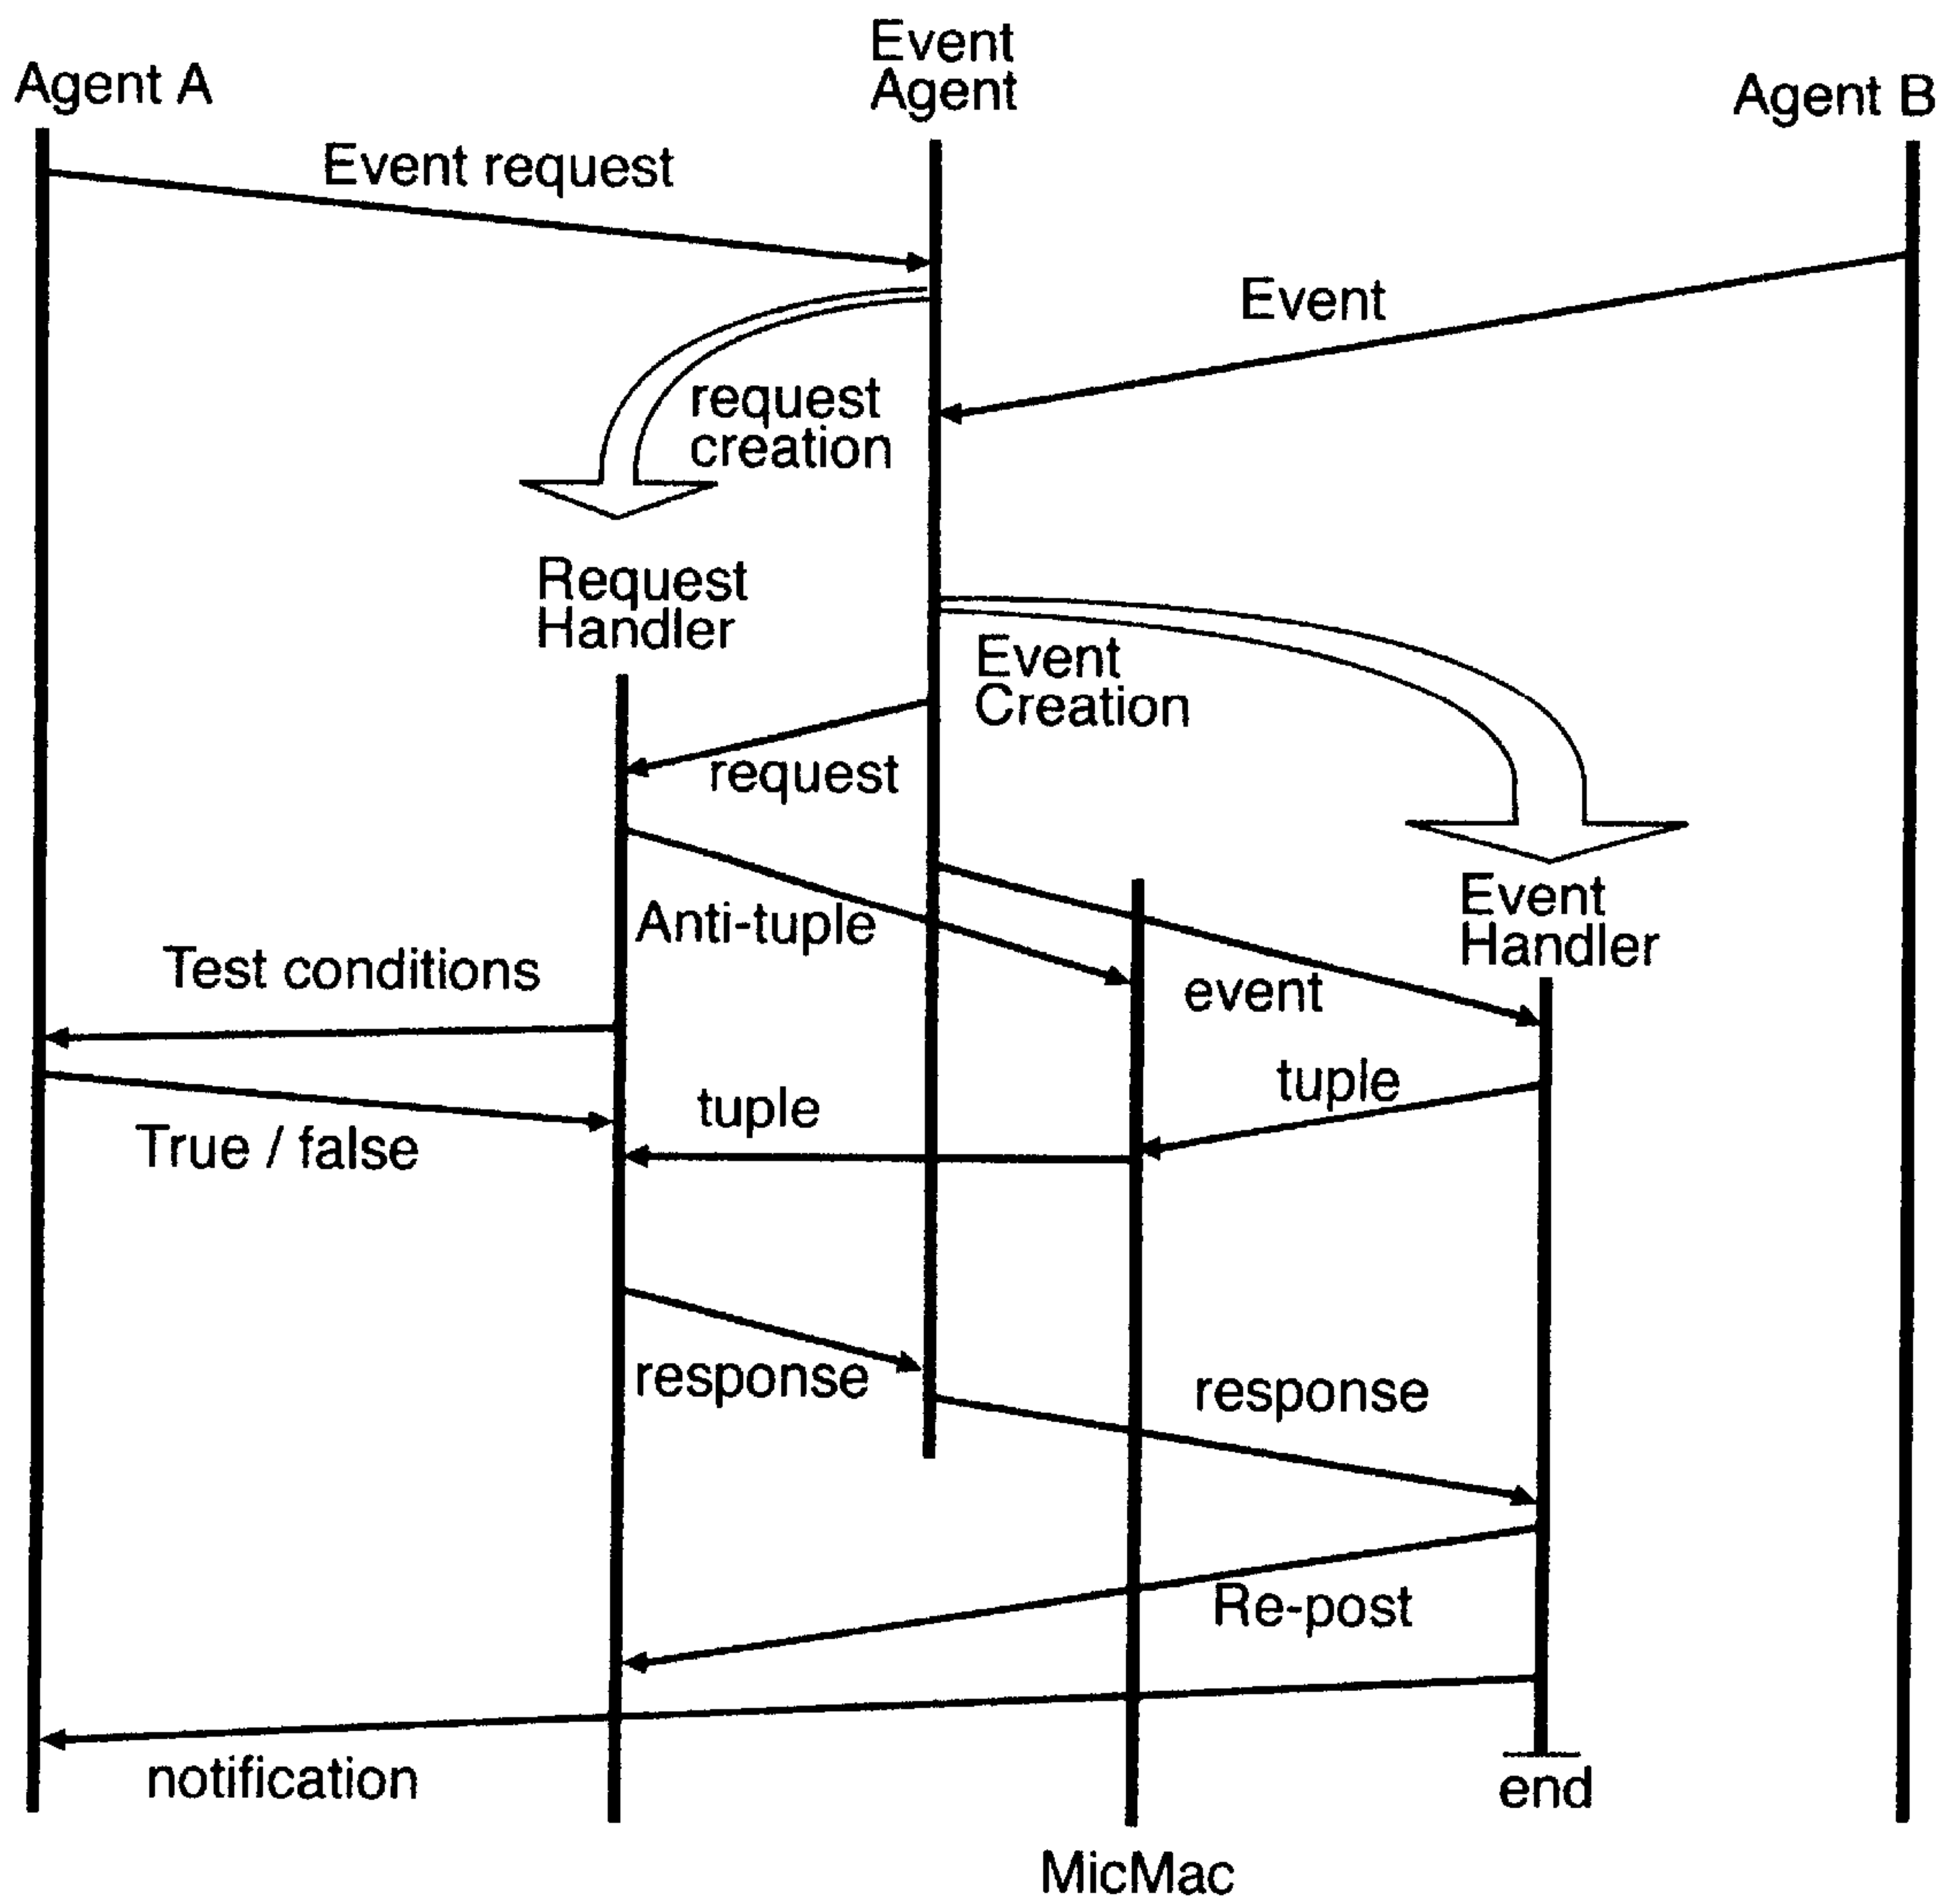 Event
Agent
Agent A
Agent B
Event request
Event
request
creation
Request
Handler
Event
Creation
request
Event
Handler
Anti-tuple
Test conditions
event
tuple
tuple
True / false
response
response
Re-post
notification
end
MicMac